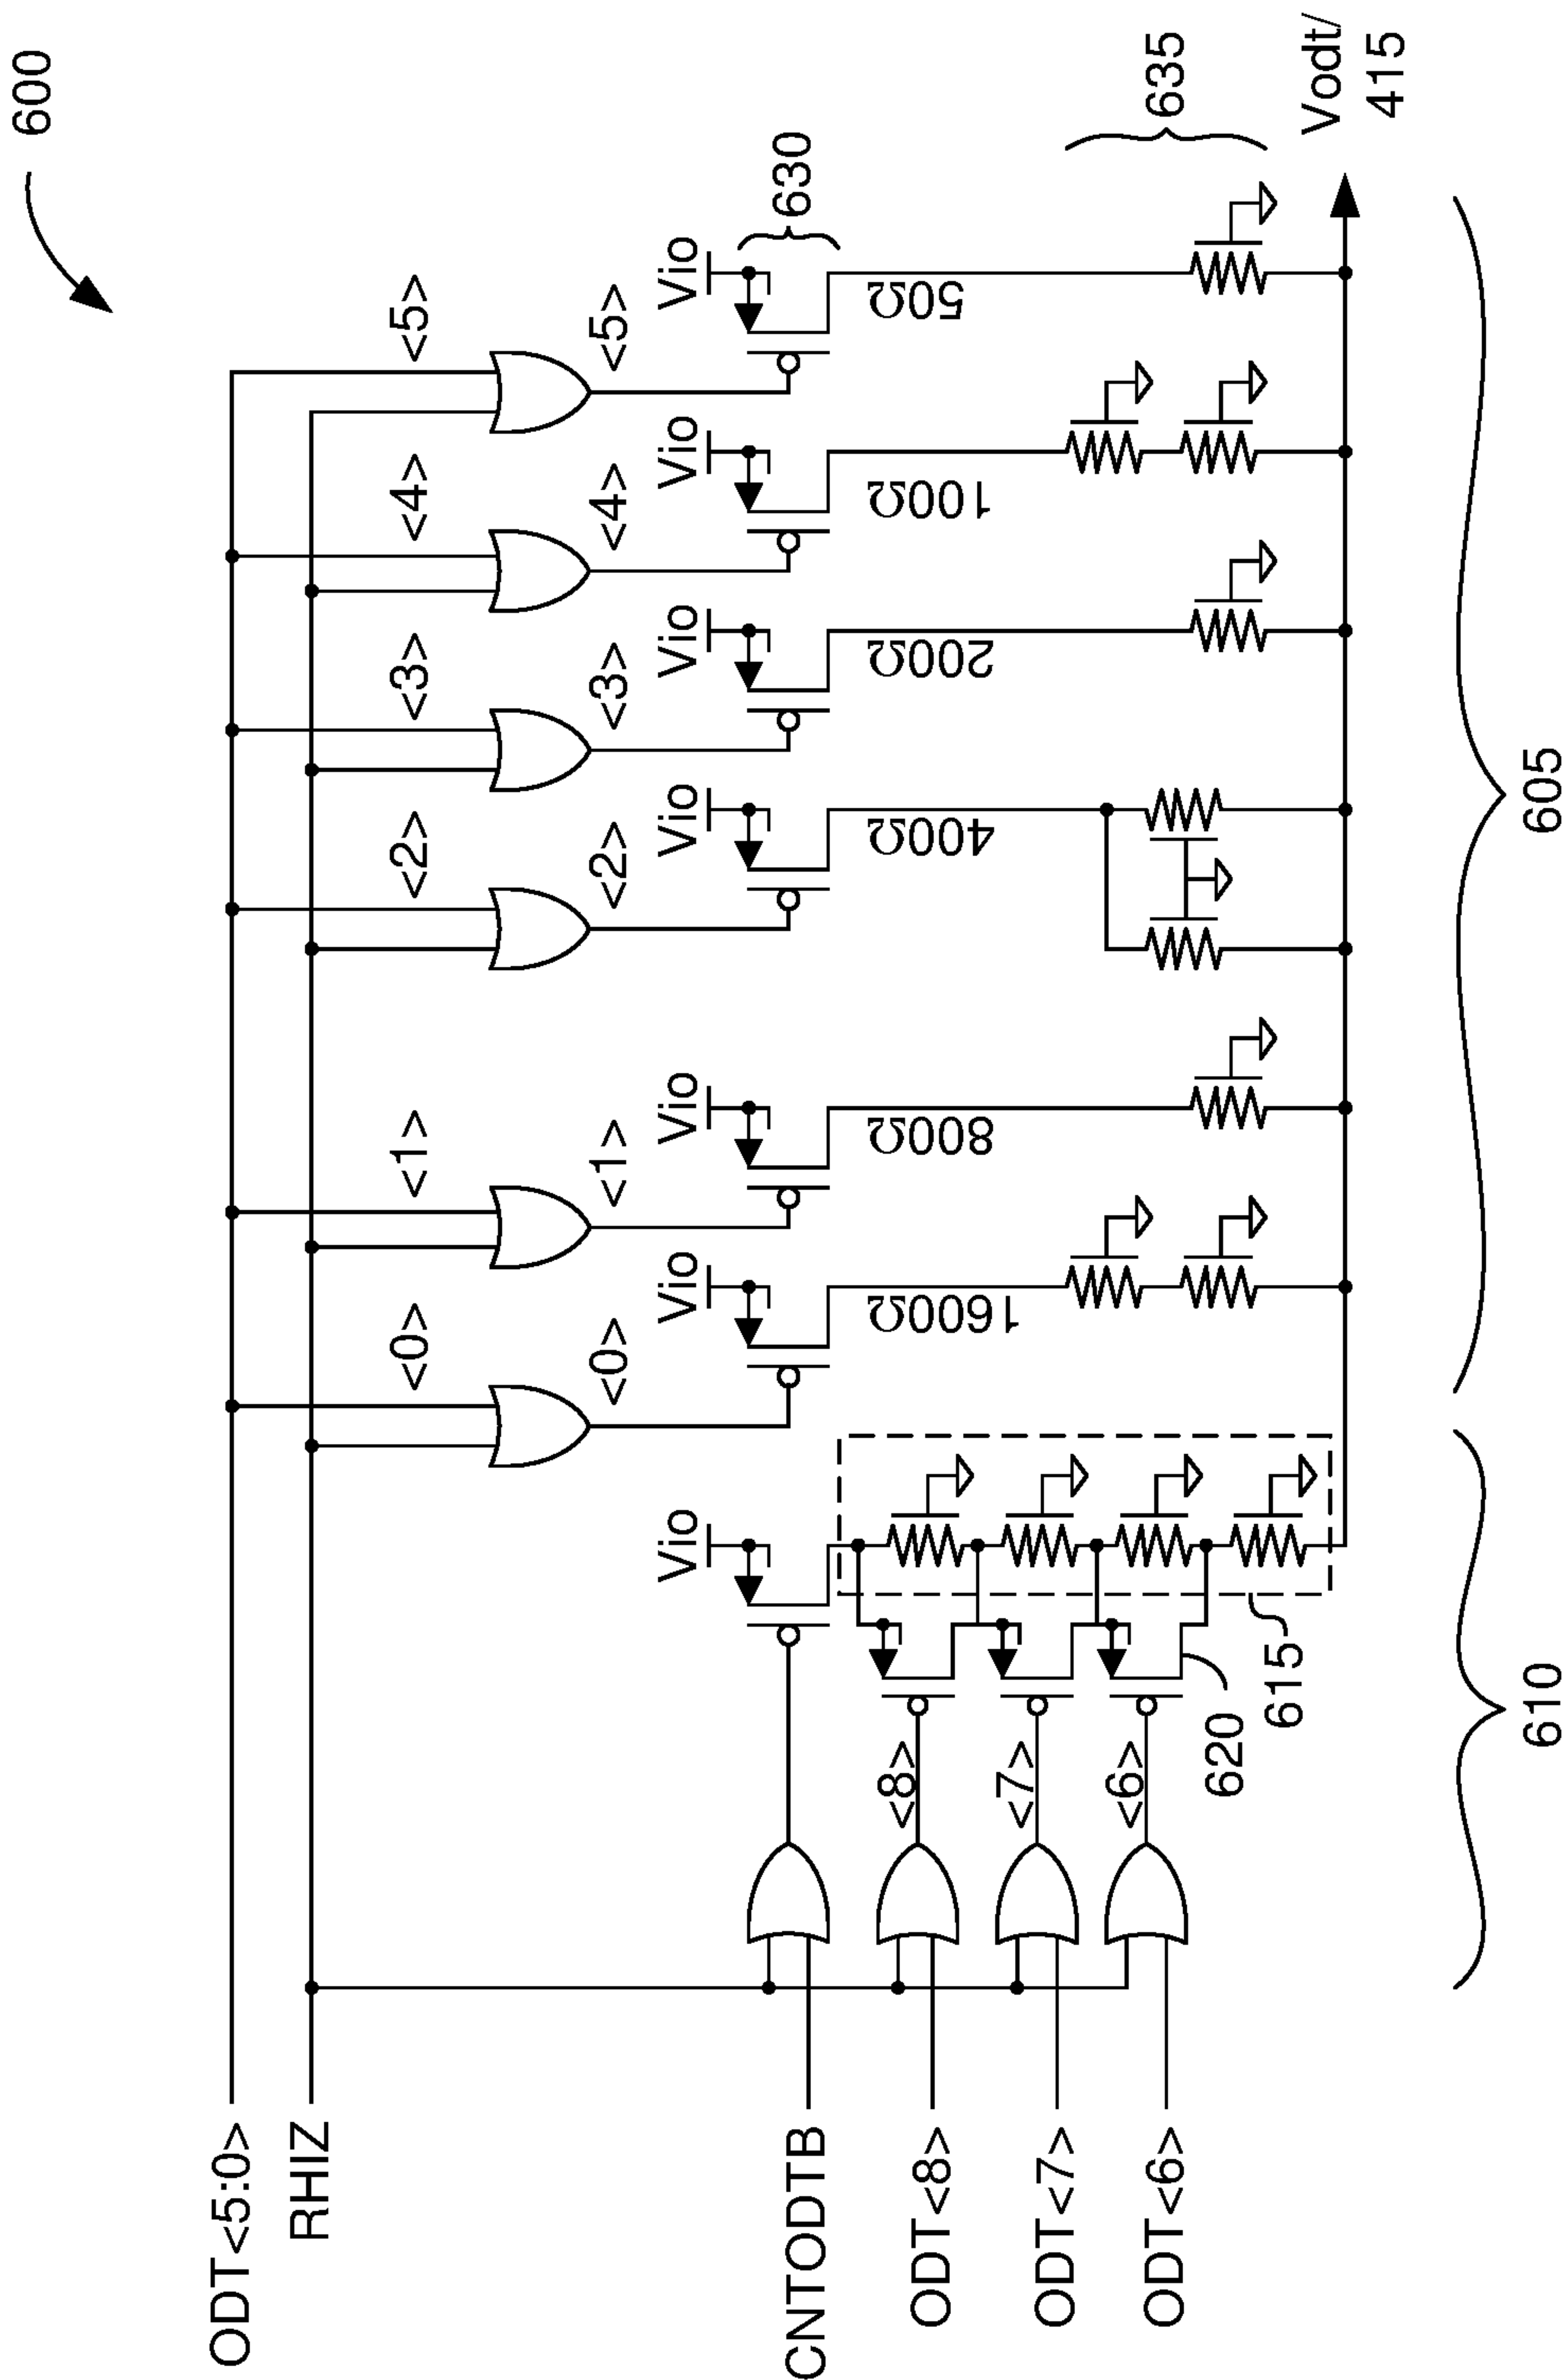 600
ODT<5:0>
RHIZ
<0>
<1>
<2>
<3>
<4>
<5>
<0>
<1>
<2>
<3>
<4>
<5>
Vio
Vio
Vio
Vio
Vio
Vio
Vio
630
CNTODTB
1600Ω
800Ω
400Ω
200Ω
100Ω
50Ω
ODT<8>
<8>
ODT<7>
<7>
ODT<6>
<6>
620
615
635
Vodt/
415
610
605